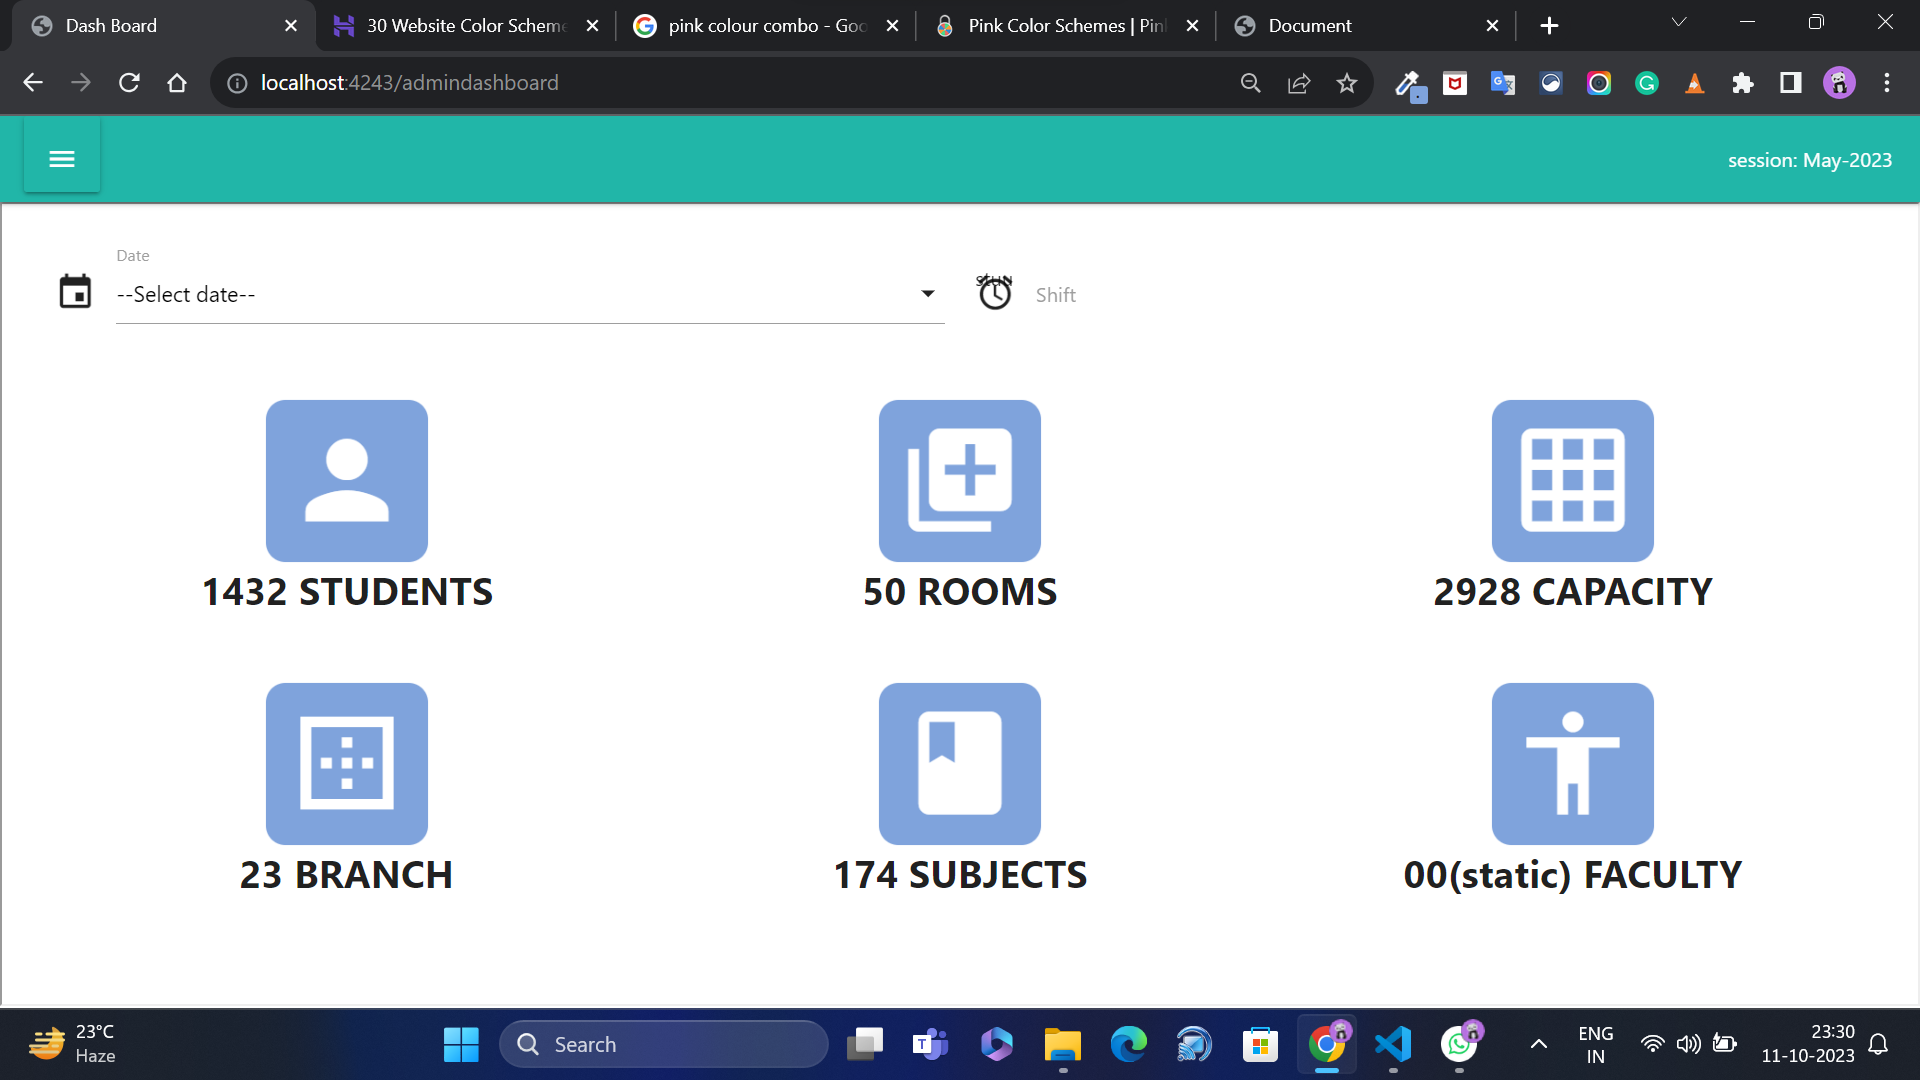 Dash Board
30 Website Color Scheme
pink colour combo - Goo
Pink Color Schemes | Pin
Document
localhost:4243/admindashboard
session: May-2023
Date
--Select date--
Shift
1432 STUDENTS
50 ROOMS
2928 CAPACITY
23 BRANCH
174 SUBJECTS
00(static) FACULTY
23°C
Haze
Search
ENG
IN
23:30
11-10-2023